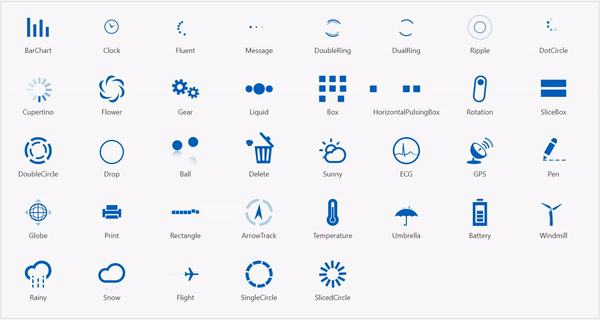 BarChart Clock Fluent Message DoubleRing DualRing Ripple DotCircle
Cupertino Flower Gear Liquid Box HorizontalPulsingBox Rotation SliceBox
DoubleCircle Drop Ball Delete Sunny ECG GPS Pen
Globe Print Rectangle ArrowTrack Temperature Umbrella Battery Windmill
Rainy Snow Flight SingleCircle SlicedCircle